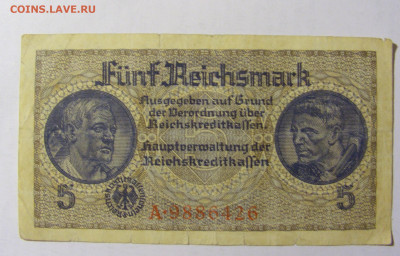 COINS.LAVE.RU
Fünf Reichsmark
Ausgegeben auf Grund
der Verordnung über
Reichskreditkassen.
Hauptverwaltung der
Reichskreditkassen
5
5
A·9886426